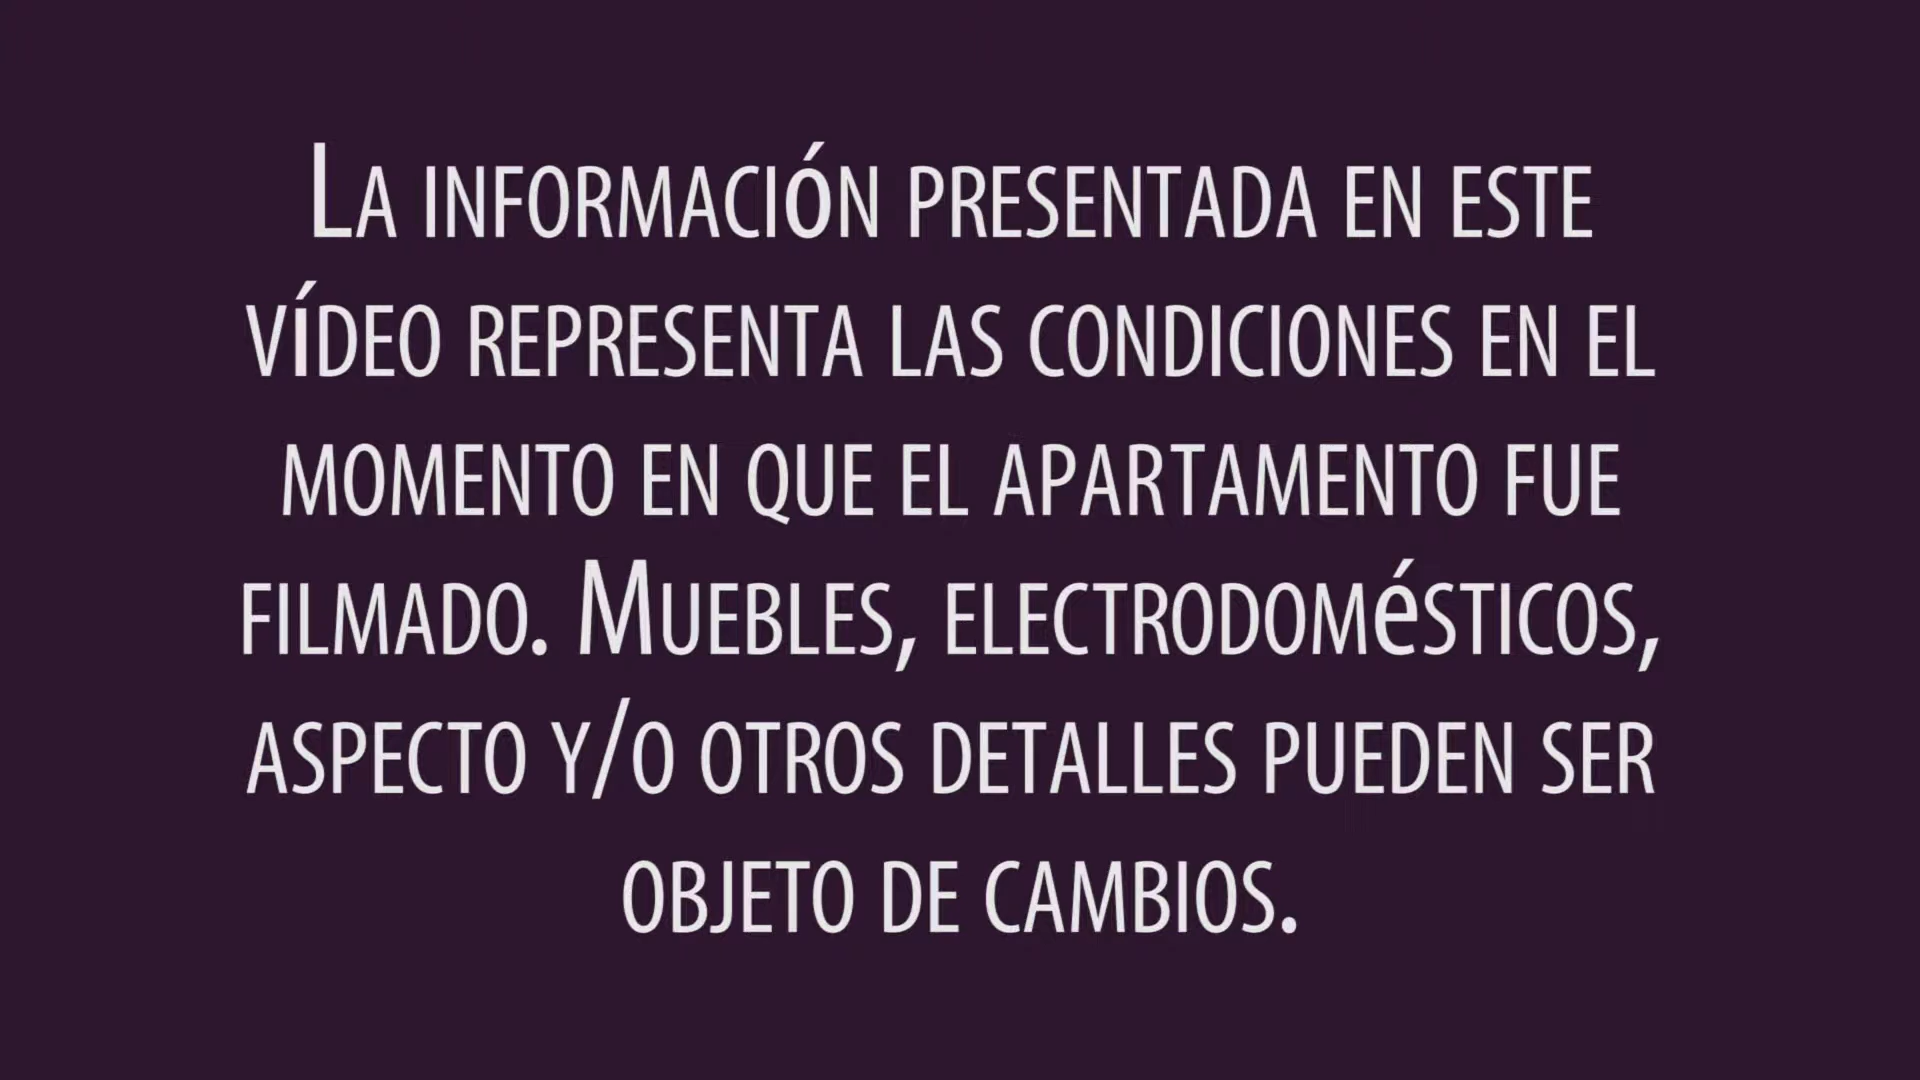 La información presentada en este
vídeo representa las condiciones en el
momento en que el apartamento fue
filmado. Muebles, electrodomésticos,
aspecto y/o otros detalles pueden ser
objeto de cambios.